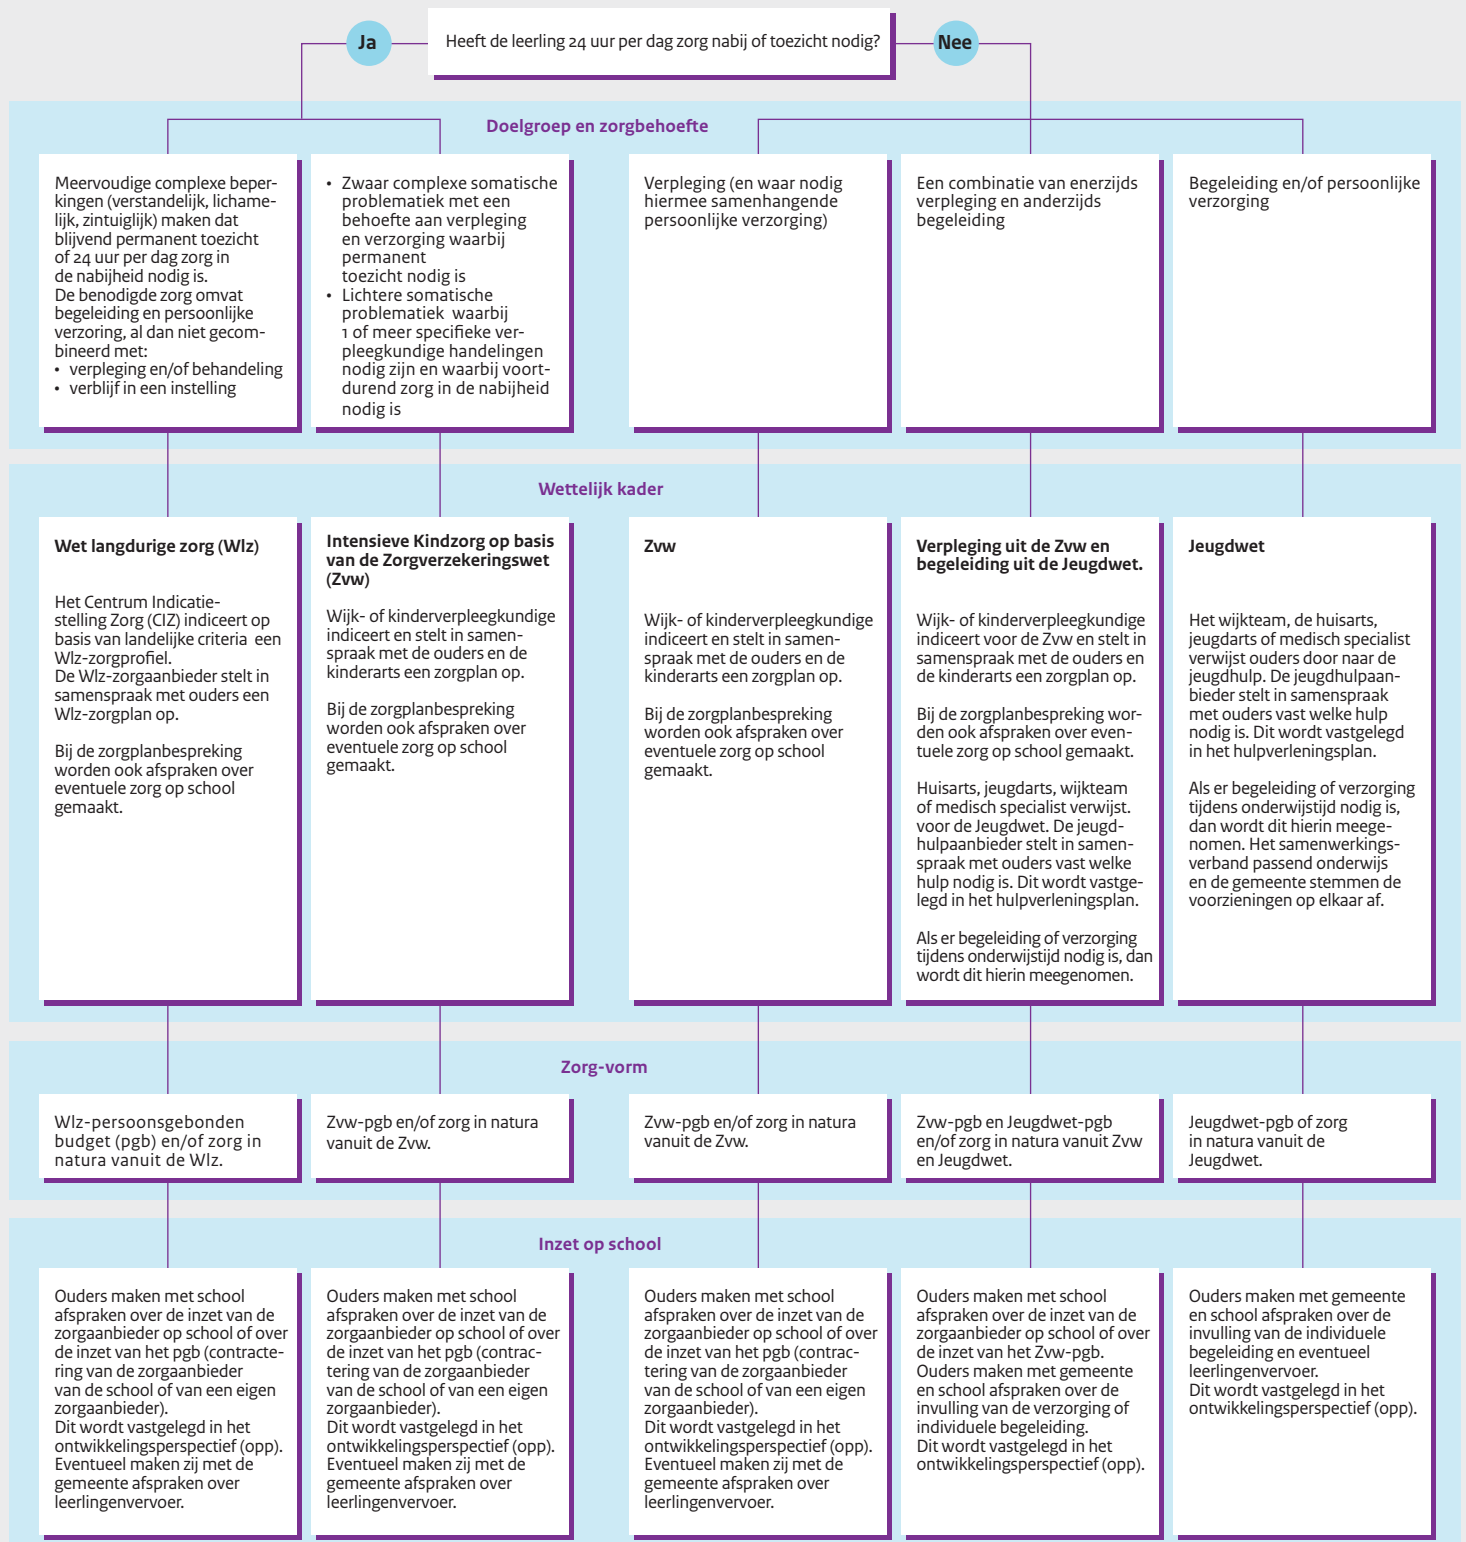 Ja
Heeft de leerling 24 uur per dag zorg nabij of toezicht nodig?
Nee
Doelgroep en zorgbehoefte
Meervoudige complexe beper-
kingen (verstandelijk, lichame-
lijk, zintuiglijk) maken dat
blijvend permanent toezicht
of 24 uur per dag zorg in
de nabijheid nodig is.
De benodigde zorg omvat
begeleiding en persoonlijke
verzoring, al dan niet gecom-
bineerd met:
• verpleging en/of behandeling
• verblijf in een instelling
• Zwaar complexe somatische
problematiek met een
behoefte aan verpleging
en verzorging waarbij
permanent
toezicht nodig is
• Lichtere somatische
problematiek waarbij
1 of meer specifieke ver-
pleegkundige handelingen
nodig zijn en waarbij voort-
durend zorg in de nabijheid
nodig is
Verpleging (en waar nodig
hiermee samenhangende
persoonlijke verzorging)
Een combinatie van enerzijds
verpleging en anderzijds
begeleiding
Begeleiding en/of persoonlijke
verzorging
Wettelijk kader
Wet langdurige zorg (Wlz)
Het Centrum Indicatie-
stelling Zorg (CIZ) indiceert op
basis van landelijke criteria een
Wlz-zorgprofiel.
De Wlz-zorgaanbieder stelt in
samenspraak met ouders een
Wlz-zorgplan op.
Bij de zorgplanbespreking
worden ook afspraken over
eventuele zorg op school
gemaakt.
Intensieve Kindzorg op basis
van de Zorgverzekeringswet
(Zvw)
Wijk- of kinderverpleegkundige
indiceert en stelt in samen-
spraak met de ouders en de
kinderarts een zorgplan op.
Bij de zorgplanbespreking
worden ook afspraken over
eventuele zorg op school
gemaakt.
Zvw
Wijk- of kinderverpleegkundige
indiceert en stelt in samen-
spraak met de ouders en de
kinderarts een zorgplan op.
Bij de zorgplanbespreking
worden ook afspraken over
eventuele zorg op school
gemaakt.
Verpleging uit de Zvw en
begeleiding uit de Jeugdwet.
Wijk- of kinderverpleegkundige
indiceert voor de Zvw en stelt in
samenspraak met de ouders en
de kinderarts een zorgplan op.
Bij de zorgplanbespreking wor-
den ook afspraken over even-
tuele zorg op school gemaakt.
Huisarts, jeugdarts, wijkteam
of medisch specialist verwijst.
voor de Jeugdwet. De jeugd-
hulpaanbieder stelt in samen-
spraak met ouders vast welke
hulp nodig is. Dit wordt vastge-
legd in het hulpverleningsplan.
Als er begeleiding of verzorging
tijdens onderwijstijd nodig is, dan
wordt dit hierin meegenomen.
Jeugdwet
Het wijkteam, de huisarts,
jeugdarts of medisch specialist
verwijst ouders door naar de
jeugdhulp. De jeugdhulpaan-
bieder stelt in samenspraak
met ouders vast welke hulp
nodig is. Dit wordt vastgelegd
in het hulpverleningsplan.
Als er begeleiding of verzorging
tijdens onderwijstijd nodig is,
dan wordt dit hierin meege-
nomen. Het samenwerkings-
verband passend onderwijs
en de gemeente stemmen de
voorzieningen op elkaar af.
Zorg-vorm
Wlz-persoonsgebonden
budget (pgb) en/of zorg in
natura vanuit de Wlz.
Zvw-pgb en/of zorg in natura
vanuit de Zvw.
Zvw-pgb en/of zorg in natura
vanuit de Zvw.
Zvw-pgb en Jeugdwet-pgb
en/of zorg in natura vanuit Zvw
en Jeugdwet.
Jeugdwet-pgb of zorg
in natura vanuit de
Jeugdwet.
Inzet op school
Ouders maken met school
afspraken over de inzet van de
zorgaanbieder op school of over
de inzet van het pgb (contracte-
ring van de zorgaanbieder
van de school of van een eigen
zorgaanbieder).
Dit wordt vastgelegd in het
ontwikkelingsperspectief (opp).
Eventueel maken zij met de
gemeente afspraken over
leerlingenvervoer.
Ouders maken met school
afspraken over de inzet van de
zorgaanbieder op school of over
de inzet van het pgb (contrac-
tering van de zorgaanbieder
van de school of van een eigen
zorgaanbieder).
Dit wordt vastgelegd in het
ontwikkelingsperspectief (opp).
Eventueel maken zij met de
gemeente afspraken over
leerlingenvervoer.
Ouders maken met school
afspraken over de inzet van de
zorgaanbieder op school of over
de inzet van het pgb (contrac-
tering van de zorgaanbieder
van de school of van een eigen
zorgaanbieder).
Dit wordt vastgelegd in het
ontwikkelingsperspectief (opp).
Eventueel maken zij met de
gemeente afspraken over
leerlingenvervoer.
Ouders maken met school
afspraken over de inzet van de
zorgaanbieder op school of over
de inzet van het Zvw-pgb.
Ouders maken met gemeente
en school afspraken over de
invulling van de verzorging of
individuele begeleiding.
Dit wordt vastgelegd in het
ontwikkelingsperspectief (opp).
Ouders maken met gemeente
en school afspraken over de
invulling van de individuele
begeleiding en eventueel
leerlingenvervoer.
Dit wordt vastgelegd in het
ontwikkelingsperspectief (opp).